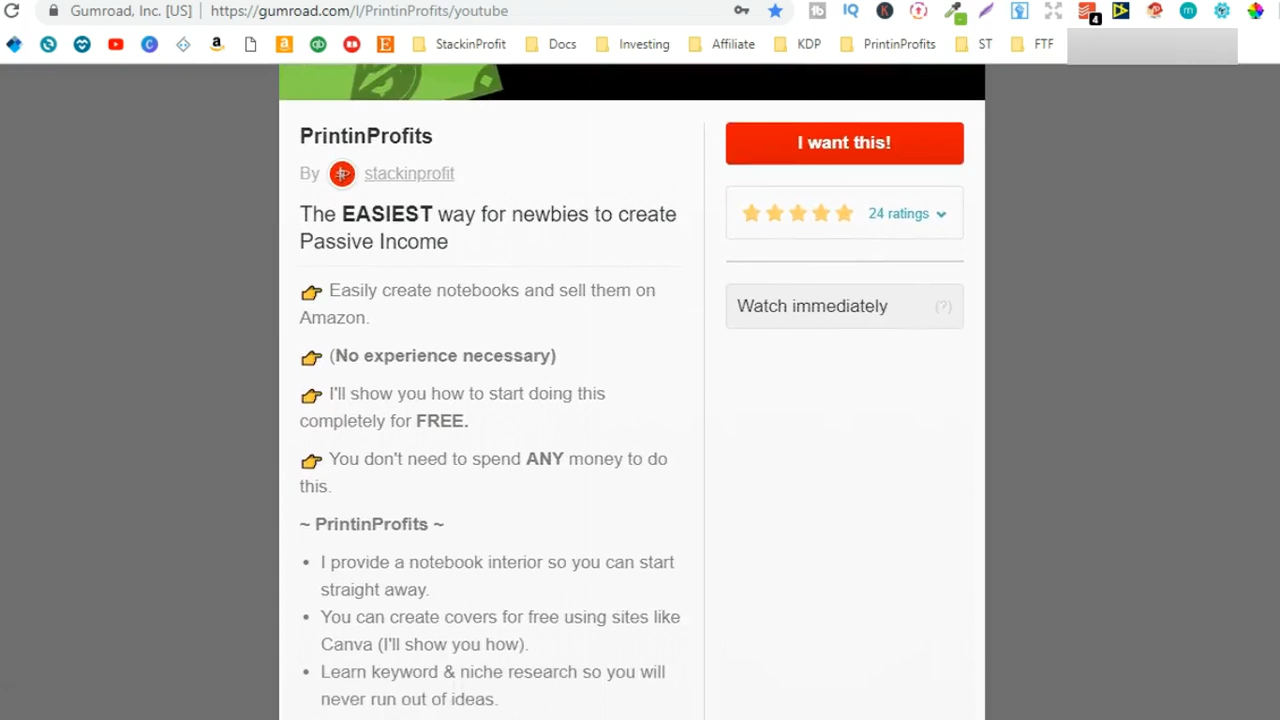 Gumroad, Inc. [US] | https://gumroad.com/l/PrintinProfits/youtube
StackinProfit Docs Investing Affiliate KDP PrintinProfits ST FTF
PrintinProfits
By stackinprofit
The EASIEST way for newbies to create
Passive Income
👉 Easily create notebooks and sell them on
Amazon.
👉 (No experience necessary)
👉 I'll show you how to start doing this
completely for FREE.
👉 You don't need to spend ANY money to do
this.
~ PrintinProfits ~
• I provide a notebook interior so you can start
straight away.
• You can create covers for free using sites like
Canva (I'll show you how).
• Learn keyword & niche research so you will
never run out of ideas.
I want this!
24 ratings
Watch immediately (?)